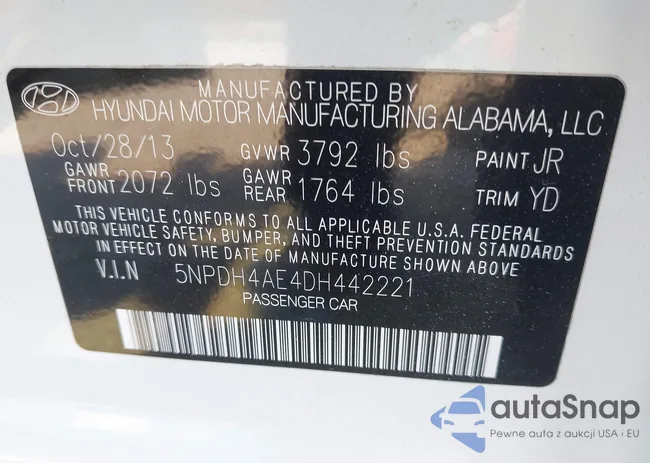 MANUFACTURED BY
HYUNDAI MOTOR MANUFACTURING ALABAMA, LLC
Oct/28/13 GVWR 3792 lbs PAINT JR
GAWR FRONT 2072 lbs GAWR REAR 1764 lbs TRIM YD
THIS VEHICLE CONFORMS TO ALL APPLICABLE U.S.A. FEDERAL
MOTOR VEHICLE SAFETY, BUMPER, AND THEFT PREVENTION STANDARDS
IN EFFECT ON THE DATE OF MANUFACTURE SHOWN ABOVE.
V.I.N 5NPDH4AE4DH442221
PASSENGER CAR
autaSnap
Pewne auta z aukcji USA i EU